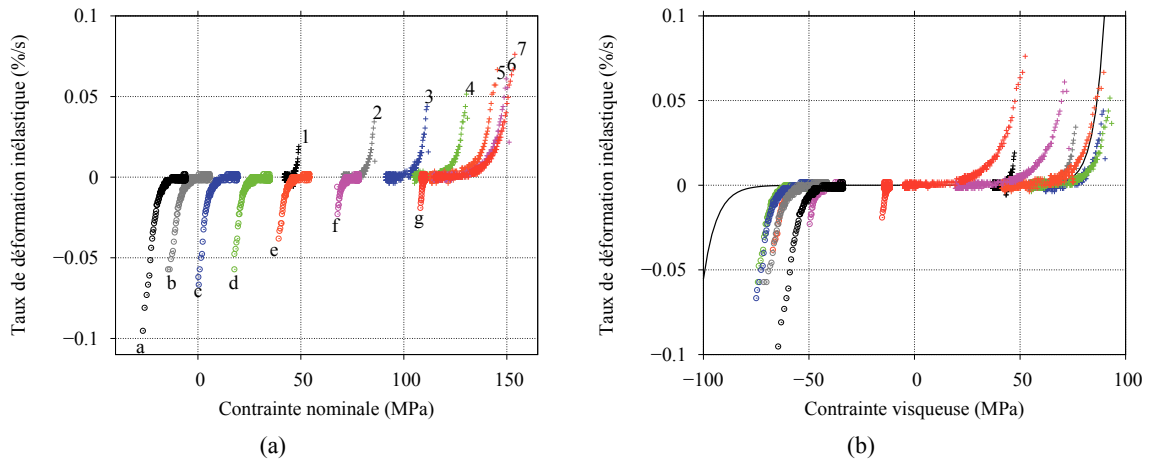 0.1
0.05
0
−0.05
−0.1
0
50
100
150
Taux de déformation inélastique (%/s)
Contrainte nominale (MPa)
1
2
3
4
5
6
7
a
b
c
d
e
f
g
(a)
0.1
0.05
0
−0.05
−0.1
−100
−50
0
50
100
Taux de déformation inélastique (%/s)
Contrainte visqueuse (MPa)
(b)